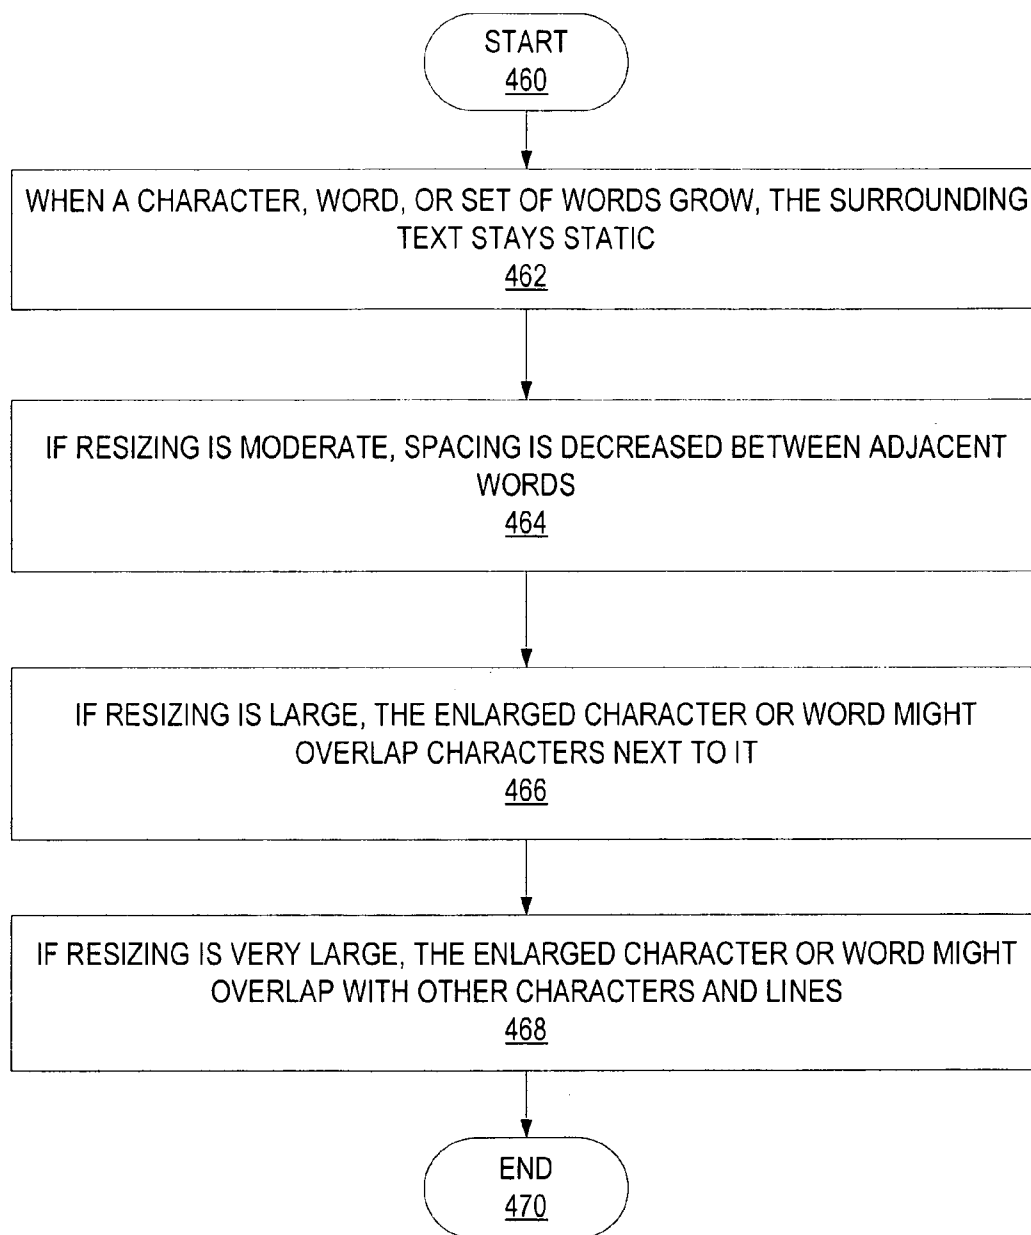 START
460
WHEN A CHARACTER, WORD, OR SET OF WORDS GROW, THE SURROUNDING
TEXT STAYS STATIC
462
IF RESIZING IS MODERATE, SPACING IS DECREASED BETWEEN ADJACENT
WORDS
464
IF RESIZING IS LARGE, THE ENLARGED CHARACTER OR WORD MIGHT
OVERLAP CHARACTERS NEXT TO IT
466
IF RESIZING IS VERY LARGE, THE ENLARGED CHARACTER OR WORD MIGHT
OVERLAP WITH OTHER CHARACTERS AND LINES
468
END
470